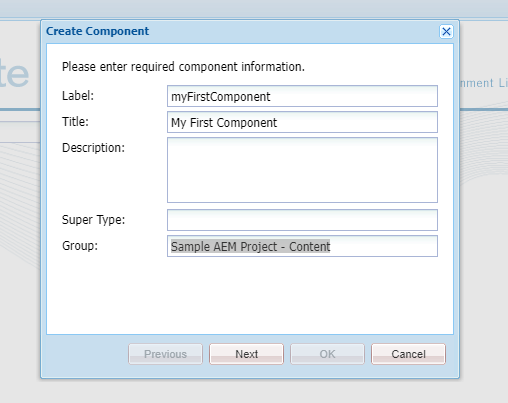 Create Component
Please enter required component information.
Label: myFirstComponent
Title: My First Component
Description:
Super Type:
Group: Sample AEM Project - Content
Previous Next OK Cancel